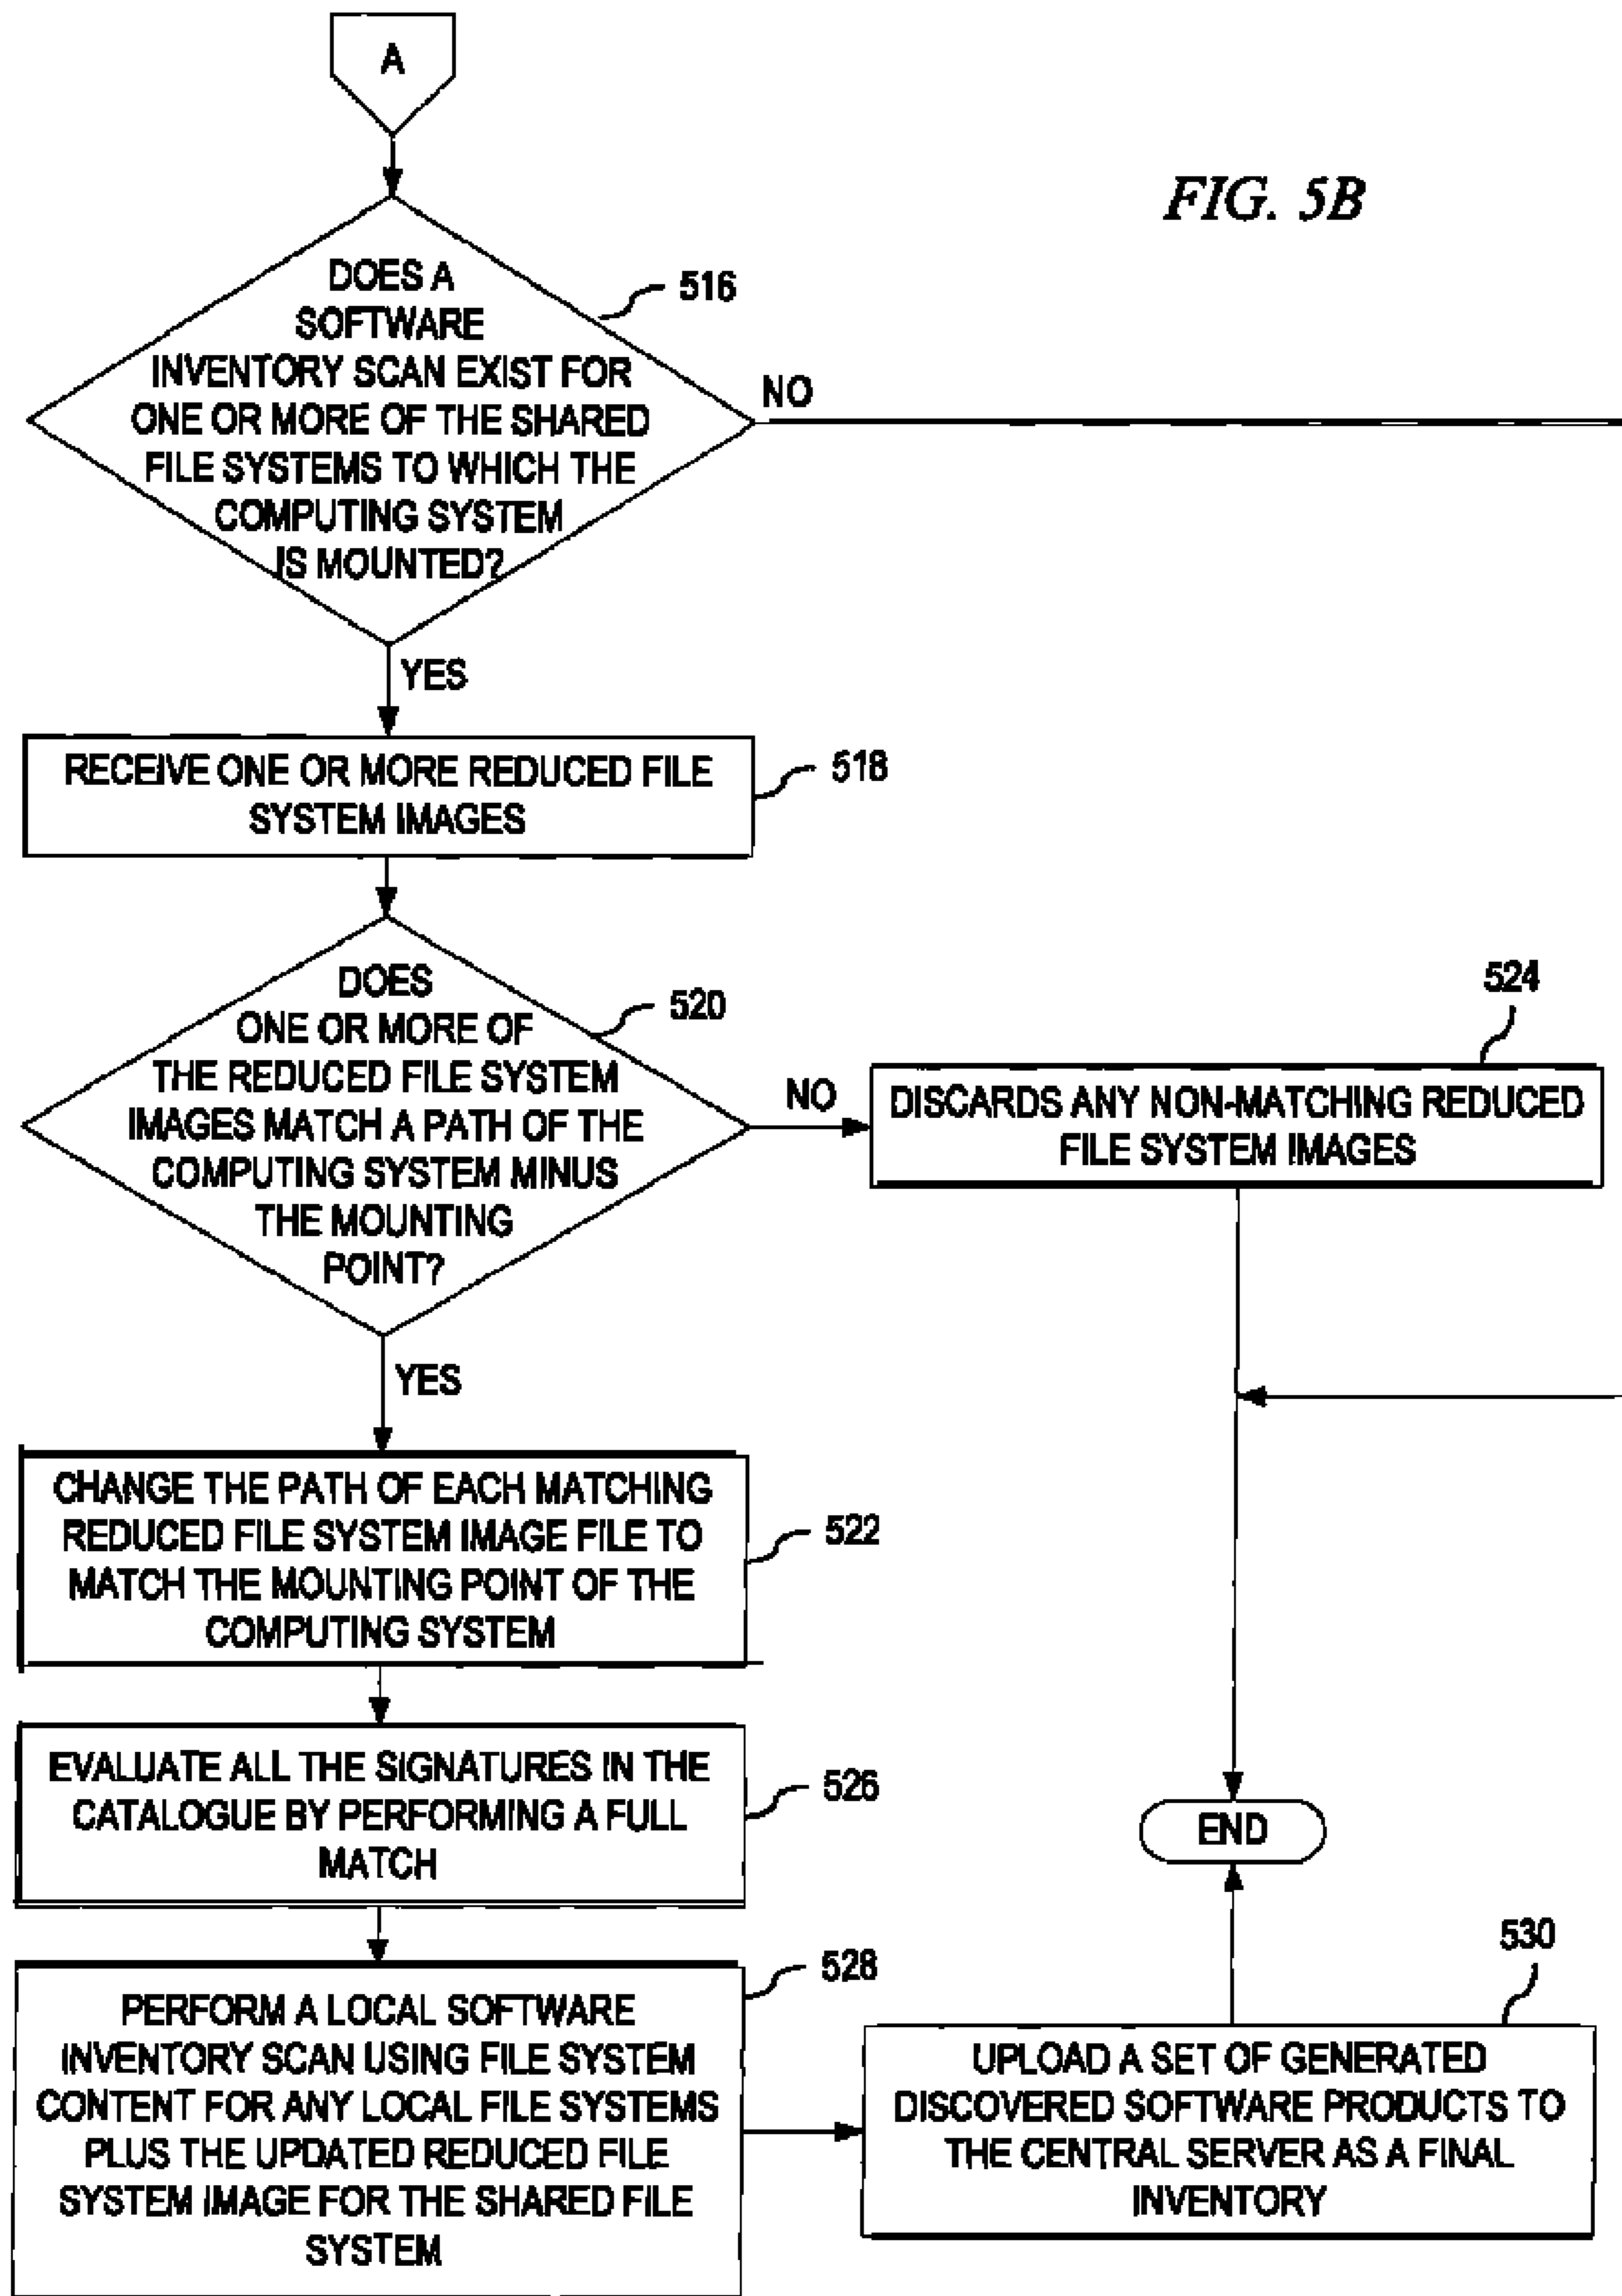 A
FIG. 5B
DOES A
SOFTWARE
INVENTORY SCAN EXIST FOR
ONE OR MORE OF THE SHARED
FILE SYSTEMS TO WHICH THE
COMPUTING SYSTEM
IS MOUNTED?
516
NO
YES
RECEIVE ONE OR MORE REDUCED FILE
SYSTEM IMAGES
518
DOES
ONE OR MORE OF
THE REDUCED FILE SYSTEM
IMAGES MATCH A PATH OF THE
COMPUTING SYSTEM MINUS
THE MOUNTING
POINT?
520
NO
524
DISCARDS ANY NON-MATCHING REDUCED
FILE SYSTEM IMAGES
YES
CHANGE THE PATH OF EACH MATCHING
REDUCED FILE SYSTEM IMAGE FILE TO
MATCH THE MOUNTING POINT OF THE
COMPUTING SYSTEM
522
EVALUATE ALL THE SIGNATURES IN THE
CATALOGUE BY PERFORMING A FULL
MATCH
526
END
PERFORM A LOCAL SOFTWARE
INVENTORY SCAN USING FILE SYSTEM
CONTENT FOR ANY LOCAL FILE SYSTEMS
PLUS THE UPDATED REDUCED FILE
SYSTEM IMAGE FOR THE SHARED FILE
SYSTEM
528
530
UPLOAD A SET OF GENERATED
DISCOVERED SOFTWARE PRODUCTS TO
THE CENTRAL SERVER AS A FINAL
INVENTORY